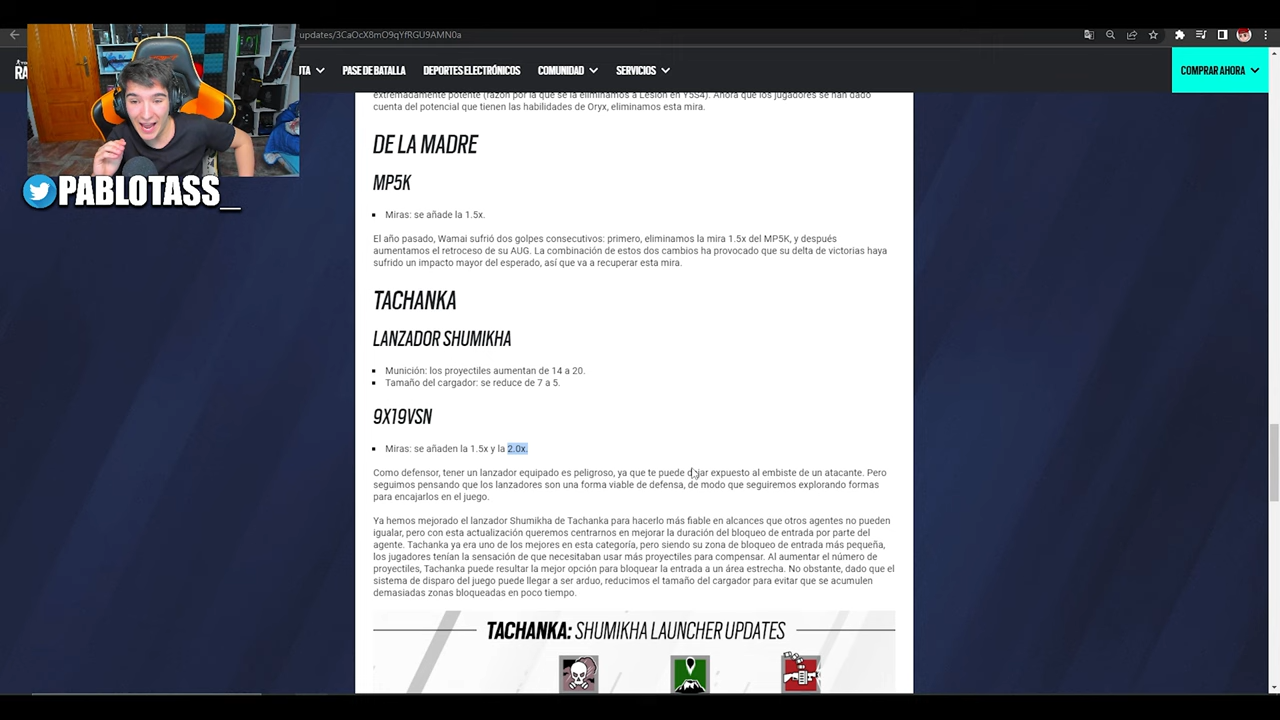 updates/3CaOcX8mO9qYfRGU9AMN0a
RA
UTA PASE DE BATALLA DEPORTES ELECTRÓNICOS COMUNIDAD SERVICIOS COMPRAR AHORA
PABLOTASS_
extremadamente potente (razón por la que se la eliminamos a Lesion en Y5S4). Ahora que los jugadores se han dado
cuenta del potencial que tienen las habilidades de Oryx, eliminamos esta mira.
DE LA MADRE
MP5K
Miras: se añade la 1.5x.
El año pasado, Wamai sufrió dos golpes consecutivos: primero, eliminamos la mira 1.5x del MP5K, y después
aumentamos el retroceso de su AUG. La combinación de estos dos cambios ha provocado que su delta de victorias haya
sufrido un impacto mayor del esperado, así que va a recuperar esta mira.
TACHANKA
LANZADOR SHUMIKHA
Munición: los proyectiles aumentan de 14 a 20.
Tamaño del cargador: se reduce de 7 a 5.
9X19VSN
Miras: se añaden la 1.5x y la 2.0x.
Como defensor, tener un lanzador equipado es peligroso, ya que te puede dejar expuesto al embiste de un atacante. Pero
seguimos pensando que los lanzadores son una forma viable de defensa, de modo que seguiremos explorando formas
para encajarlos en el juego.
Ya hemos mejorado el lanzador Shumikha de Tachanka para hacerlo más fiable en alcances que otros agentes no pueden
igualar, pero con esta actualización queremos centrarnos en mejorar la duración del bloqueo de entrada por parte del
agente. Tachanka ya era uno de los mejores en esta categoría, pero siendo su zona de bloqueo de entrada más pequeña,
los jugadores tenían la sensación de que necesitaban usar más proyectiles para compensar. Al aumentar el número de
proyectiles, Tachanka puede resultar la mejor opción para bloquear la entrada a un área estrecha. No obstante, dado que el
sistema de disparo del juego puede llegar a ser arduo, reducimos el tamaño del cargador para evitar que se acumulen
demasiadas zonas bloqueadas en poco tiempo.
TACHANKA: SHUMIKHA LAUNCHER UPDATES